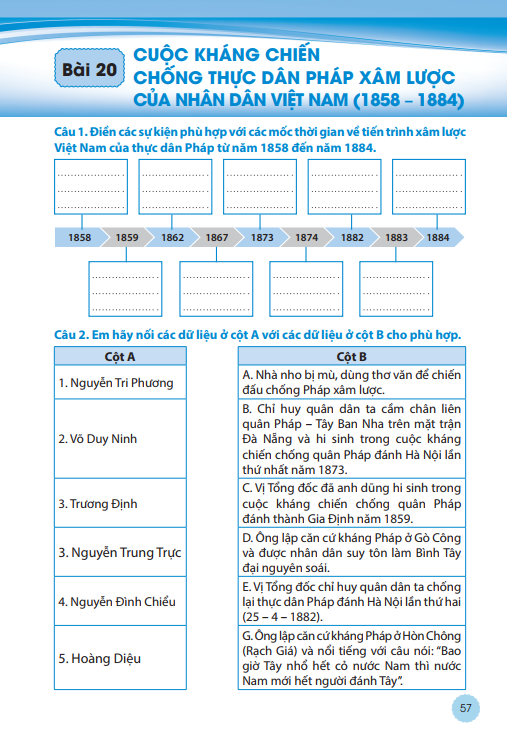 Bài 20
CUỘC KHÁNG CHIẾN
CHỐNG THỰC DÂN PHÁP XÂM LƯỢC
CỦA NHÂN DÂN VIỆT NAM (1858 – 1884)
Câu 1. Điền các sự kiện phù hợp với các mốc thời gian về tiến trình xâm lược
Việt Nam của thực dân Pháp từ năm 1858 đến năm 1884.
1858 1859 1862 1867 1873 1874 1882 1883 1884
Câu 2. Em hãy nối các dữ liệu ở cột A với các dữ liệu ở cột B cho phù hợp.
Cột A
Cột B
1. Nguyễn Tri Phương
A. Nhà nho bị mù, dùng thơ văn để chiến
đấu chống Pháp xâm lược.
2. Võ Duy Ninh
B. Chỉ huy quân dân ta cầm chân liên
quân Pháp – Tây Ban Nha trên mặt trận
Đà Nẵng và hi sinh trong cuộc kháng
chiến chống quân Pháp đánh Hà Nội lần
thứ nhất năm 1873.
3. Trương Định
C. Vị Tổng đốc đã anh dũng hi sinh trong
cuộc kháng chiến chống quân Pháp
đánh thành Gia Định năm 1859.
3. Nguyễn Trung Trực
D. Ông lập căn cứ kháng Pháp ở Gò Công
và được nhân dân suy tôn làm Bình Tây
đại nguyên soái.
4. Nguyễn Đình Chiểu
E. Vị Tổng đốc chỉ huy quân dân ta chống
lại thực dân Pháp đánh Hà Nội lần thứ hai
(25 – 4 – 1882).
5. Hoàng Diệu
G. Ông lập căn cứ kháng Pháp ở Hòn Chông
(Rạch Giá) và nổi tiếng với câu nói: “Bao
giờ Tây nhổ hết cỏ nước Nam thì nước
Nam mới hết người đánh Tây”.
57